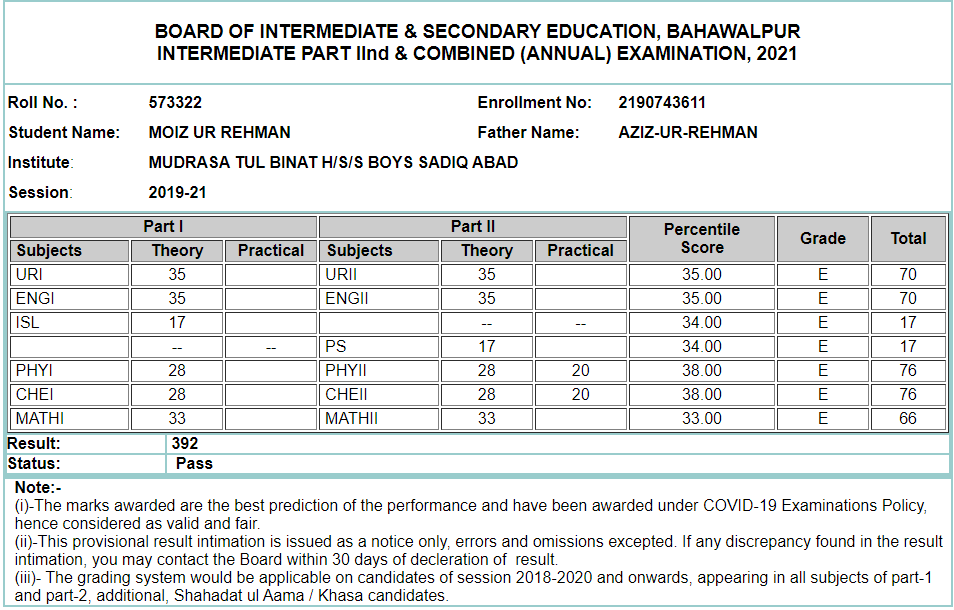 BOARD OF INTERMEDIATE & SECONDARY EDUCATION, BAHAWALPUR
INTERMEDIATE PART IInd & COMBINED (ANNUAL) EXAMINATION, 2021
Roll No. : 573322 Enrollment No: 2190743611
Student Name: MOIZ UR REHMAN Father Name: AZIZ-UR-REHMAN
Institute: MUDRASA TUL BINAT H/S/S BOYS SADIQ ABAD
Session: 2019-21
Part I Part II Percentile Score Grade Total
Subjects Theory Practical Subjects Theory Practical
URI 35 URII 35 35.00 E 70
ENGI 35 ENGII 35 35.00 E 70
ISL 17 -- -- 34.00 E 17
-- -- PS 17 34.00 E 17
PHYI 28 PHYII 28 20 38.00 E 76
CHEI 28 CHEII 28 20 38.00 E 76
MATHI 33 MATHII 33 33.00 E 66
Result: 392
Status: Pass
Note:-
(i)-The marks awarded are the best prediction of the performance and have been awarded under COVID-19 Examinations Policy,
hence considered as valid and fair.
(ii)-This provisional result intimation is issued as a notice only, errors and omissions excepted. If any discrepancy found in the result
intimation, you may contact the Board within 30 days of decleration of result.
(iii)- The grading system would be applicable on candidates of session 2018-2020 and onwards, appearing in all subjects of part-1
and part-2, additional, Shahadat ul Aama / Khasa candidates.